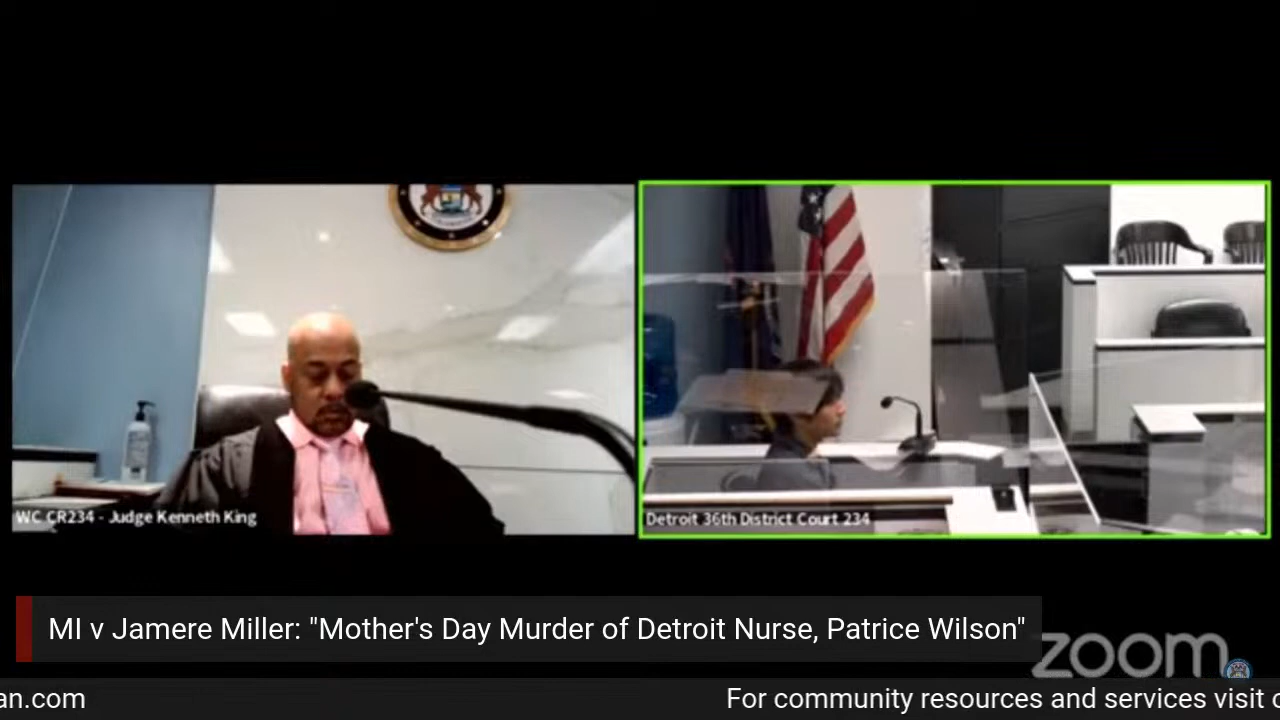 WC CR234 - Judge Kenneth King
Detroit 36th District Court 234
MI v Jamere Miller: "Mother's Day Murder of Detroit Nurse, Patrice Wilson"
zoom
an.com
For community resources and services visit